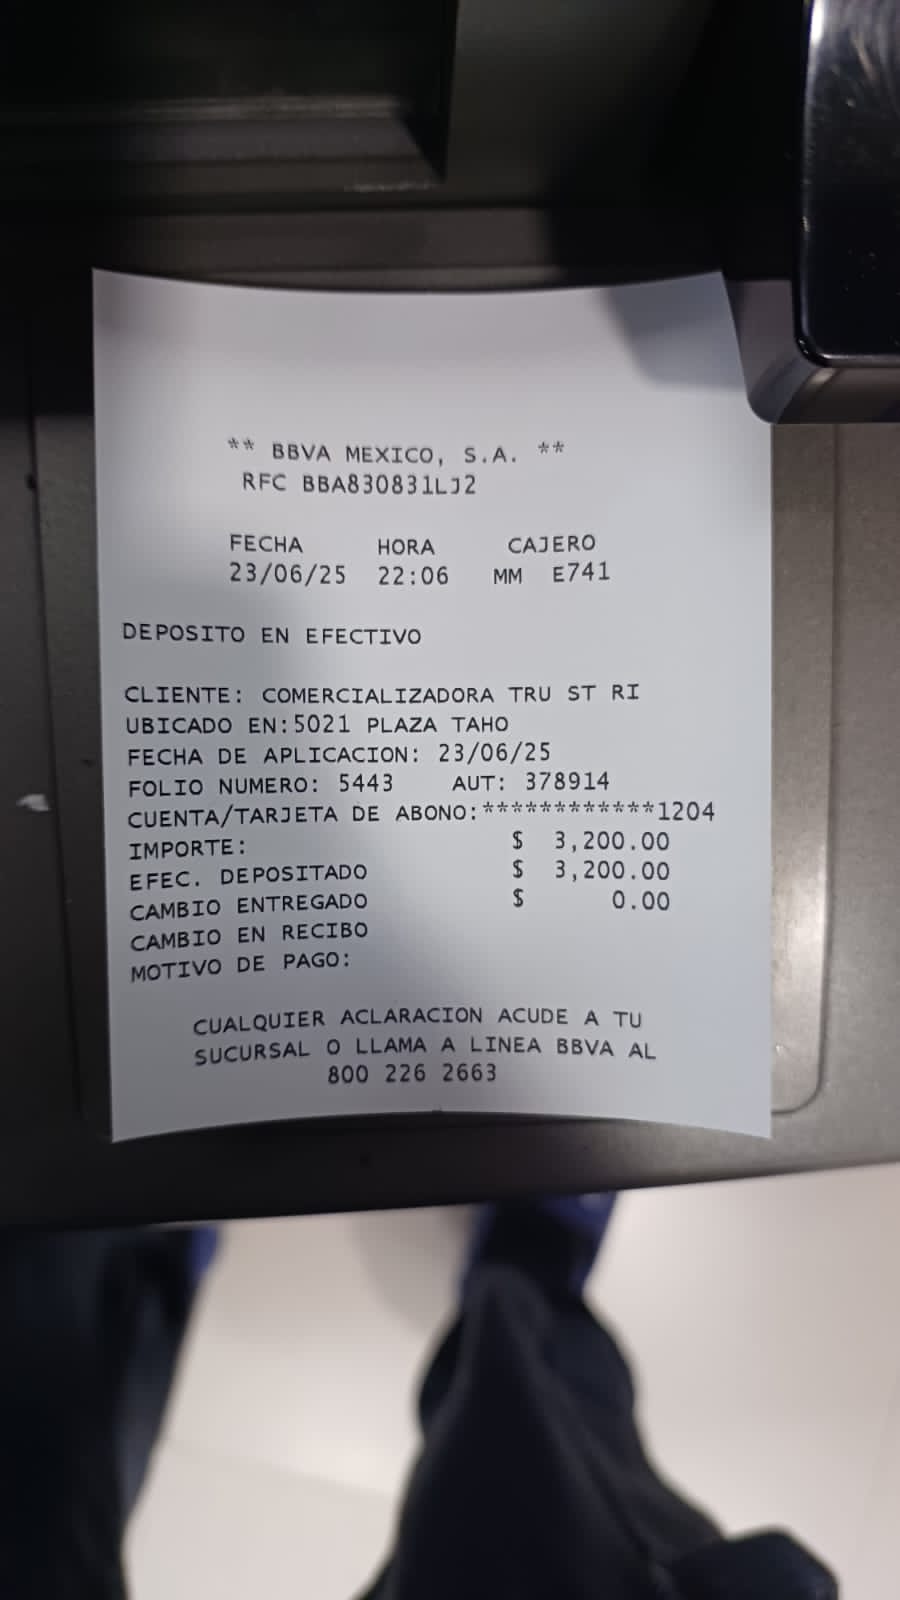 ** BBVA MEXICO, S.A. **
RFC BBA830831LJ2
FECHA HORA CAJERO
23/06/25 22:06 MM E741
DEPOSITO EN EFECTIVO
CLIENTE: COMERCIALIZADORA TRU ST RI
UBICADO EN:5021 PLAZA TAHO
FECHA DE APLICACION: 23/06/25
FOLIO NUMERO: 5443 AUT: 378914
CUENTA/TARJETA DE ABONO:************1204
IMPORTE: $ 3,200.00
EFEC. DEPOSITADO $ 3,200.00
CAMBIO ENTREGADO $ 0.00
CAMBIO EN RECIBO
MOTIVO DE PAGO:
CUALQUIER ACLARACION ACUDE A TU
SUCURSAL O LLAMA A LINEA BBVA AL
800 226 2663